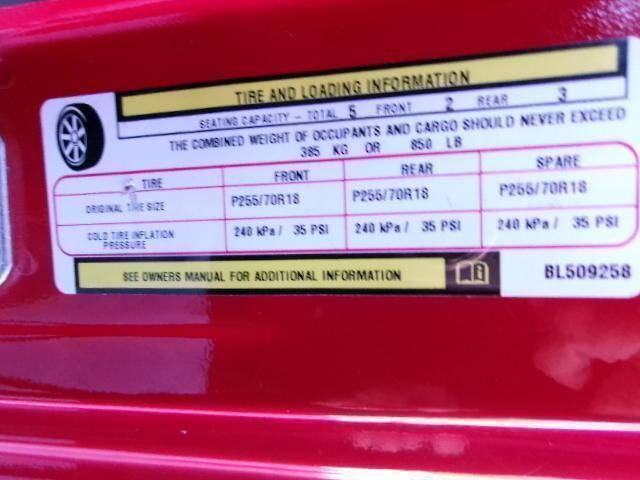 TIRE AND LOADING INFORMATION
SEATING CAPACITY - TOTAL 5 FRONT 2 REAR 3
THE COMBINED WEIGHT OF OCCUPANTS AND CARGO SHOULD NEVER EXCEED
385 KG OR 850 LB
TIRE FRONT REAR SPARE
ORIGINAL TIRE SIZE P255/70R18 P255/70R18 P255/70R18
COLD TIRE INFLATION
PRESSURE 240 kPa / 35 PSI 240 kPa / 35 PSI 240 kPa / 35 PSI
SEE OWNERS MANUAL FOR ADDITIONAL INFORMATION BL509258